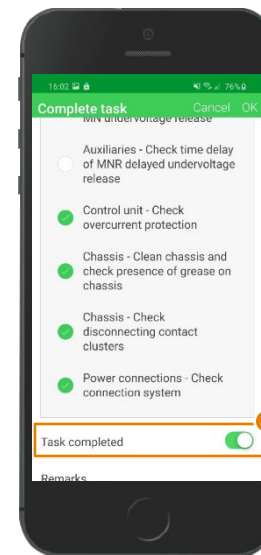 16:02 76%
Complete task Cancel OK
MN undervoltage release
Auxiliaries - Check time delay
of MNR delayed undervoltage
release
Control unit - Check
overcurrent protection
Chassis - Clean chassis and
check presence of grease on
chassis
Chassis - Check
disconnecting contact
clusters
Power connections - Check
connection system
Task completed
Remarks